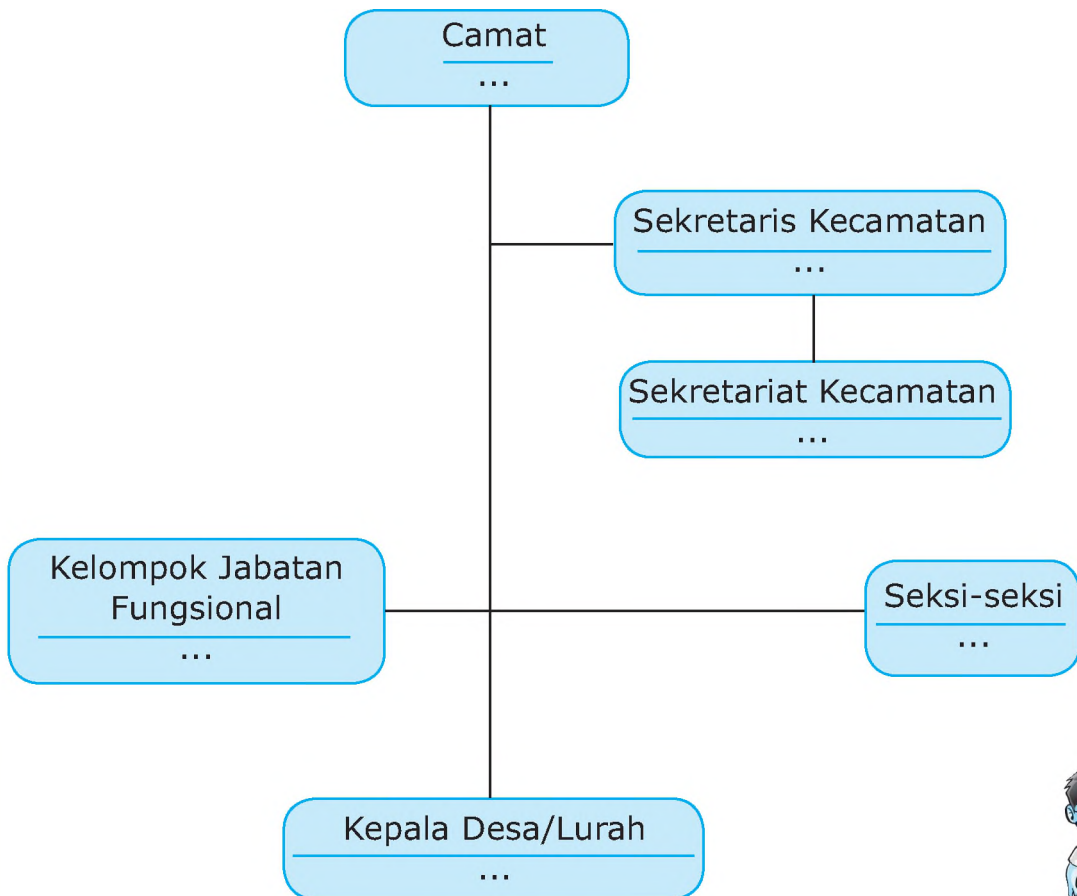 Camat
...
Sekretaris Kecamatan
...
Sekretariat Kecamatan
...
Kelompok Jabatan
Fungsional
...
Seksi-seksi
...
Kepala Desa/Lurah
...